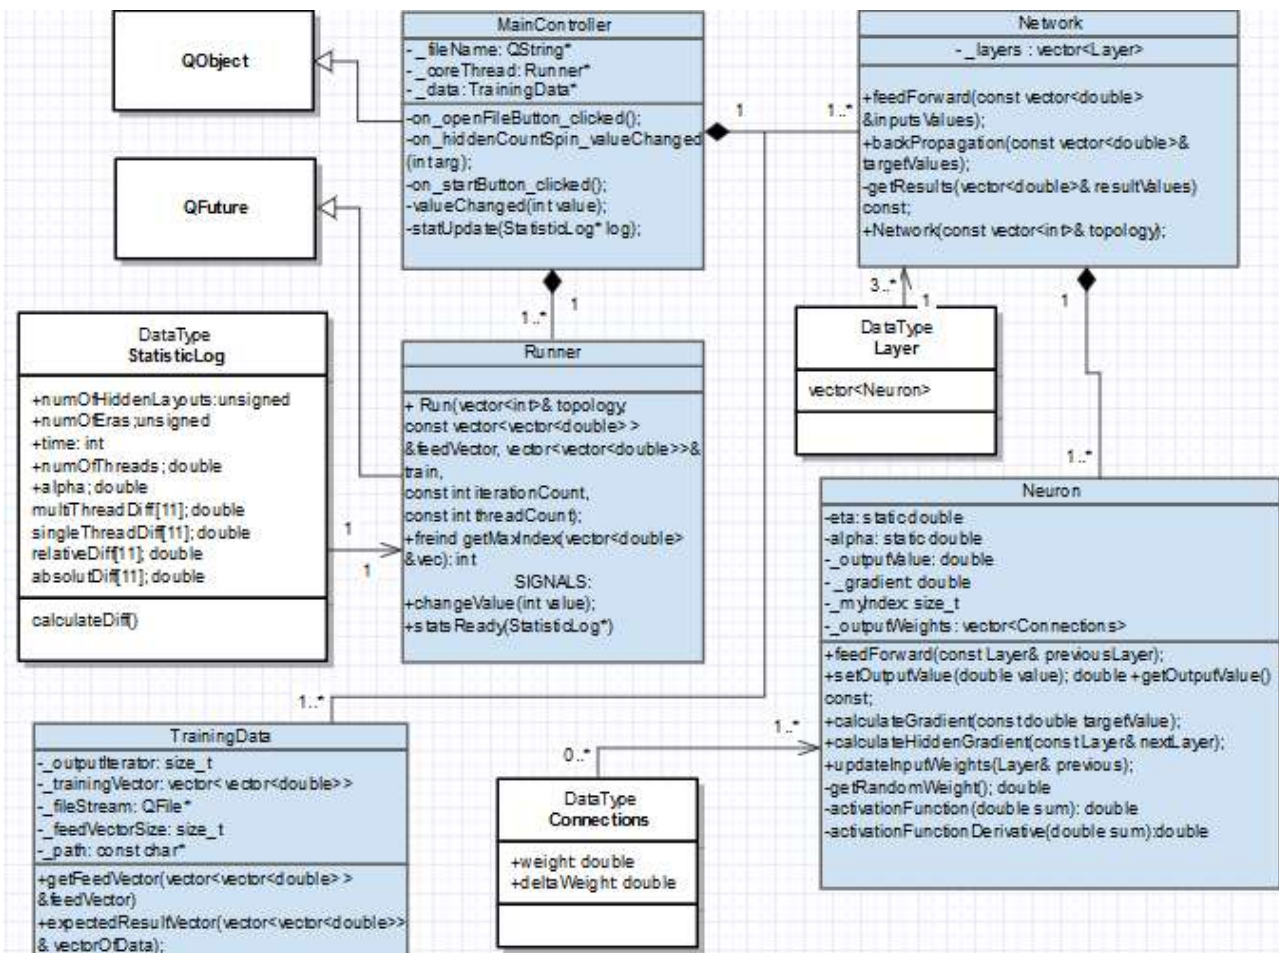 QObject
QFuture
MainController
- _fileName: QString*
- _coreThread: Runner*
- _data: TrainingData*
-on_openFileButton_clicked();
-on_hiddenCountSpin_valueChanged
(int arg);
-on_startButton_clicked();
-valueChanged(int value);
-statUpdate(StatisticLog* log);
1
1..*
Network
- _layers : vector<Layer>
+feedForward(const vector<double>
&inputsValues);
+backPropagation(const vector<double>&
targetValues);
-getResults(vector<double>& resultValues)
const;
+Network(const vector<int>& topology);
1
1..*
3..*
1
1
DataType
StatisticLog
+numOfHiddenLayouts:unsigned
+numOfEras;unsigned
+time: int
+numOfThreads; double
+alpha; double
multiThreadDiff[11]; double
singleThreadDiff[11]; double
relativeDiff[11]; double
absolutDiff[11]; double
calculateDiff()
1
1
Runner
+ Run(vector<int>& topology,
const vector<vector<double> >
&feedVector, vector<vector<double>>&
train,
const int iterationCount,
const int threadCount);
+freind getMaxIndex(vector<double>
&vec): int
SIGNALS:
+changeValue(int value);
+statsReady(StatisticLog*)
DataType
Layer
vector<Neuron>
1..*
Neuron
-eta: static double
-alpha: static double
-_outputValue: double
- _gradient: double
-_myIndex: size_t
-_outputWeights: vector<Connections>
+feedForward(const Layer& previousLayer);
+setOutputValue(double value); double +getOutputValue()
const;
+calculateGradient(const double targetValue);
+calculateHiddenGradient(const Layer& nextLayer);
+updateInputWeights(Layer& previous);
-getRandomWeight(); double
-activationFunction(double sum): double
-activationFunctionDerivative(double sum):double
1..*
TrainingData
-_outputIterator: size_t
-_trainingVector: vector< vector<double>>
-_fileStream: QFile*
-_feedVectorSize: size_t
-_path: const char*
+getFeedVector(vector<vector<double> >
&feedVector)
+expectedResultVector(vector<vector<double>>
& vectorOfData);
0..*
1..*
DataType
Connections
+weight: double
+deltaWeight: double